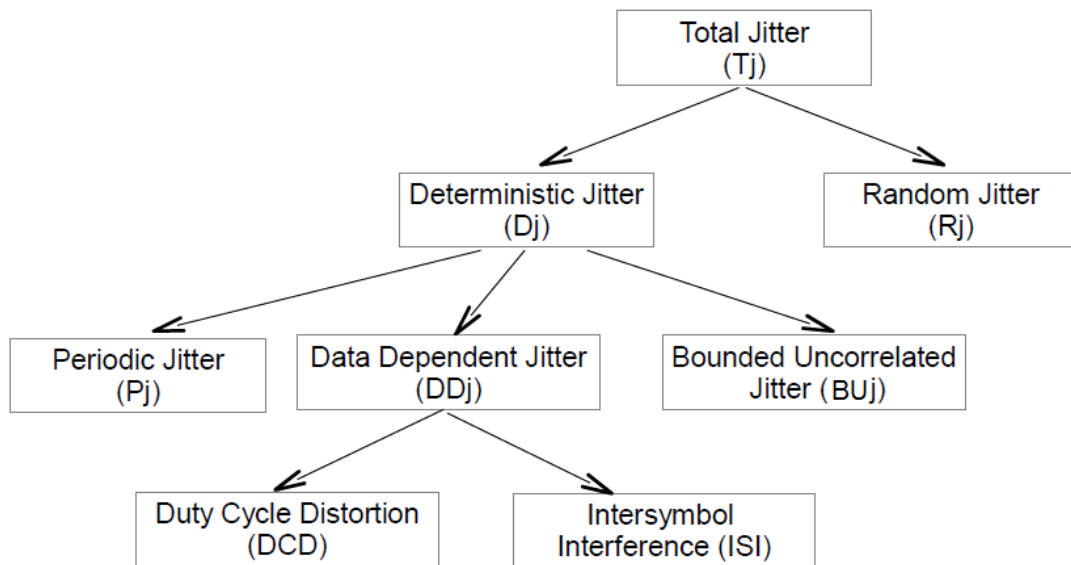 Total Jitter
(Tj)
Deterministic Jitter
(Dj)
Random Jitter
(Rj)
Periodic Jitter
(Pj)
Data Dependent Jitter
(DDj)
Bounded Uncorrelated
Jitter (BUj)
Duty Cycle Distortion
(DCD)
Intersymbol
Interference (ISI)